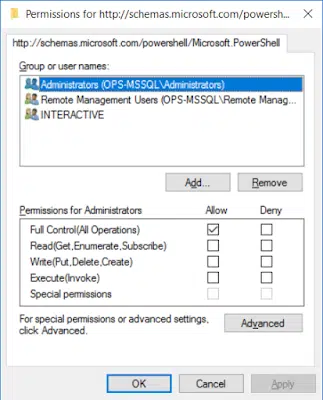 Permissions for http://schemas.microsoft.com/powersh...
http://schemas.microsoft.com/powershell/Microsoft.PowerShell
Group or user names:
Administrators (OPS-MSSQL\Administrators)
Remote Management Users (OPS-MSSQL\Remote Manag...
INTERACTIVE
Add...
Remove
Permissions for Administrators
Allow
Deny
Full Control(All Operations)
Read(Get,Enumerate,Subscribe)
Write(Put,Delete,Create)
Execute(Invoke)
Special permissions
For special permissions or advanced settings,
click Advanced.
Advanced
OK
Cancel
Apply